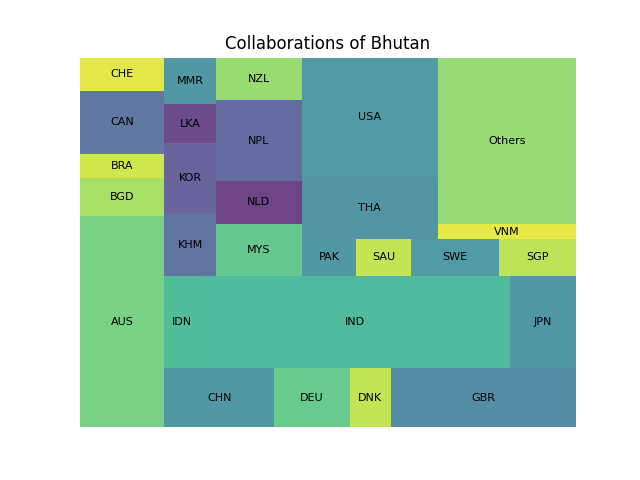 Collaborations of Bhutan
CHE
MMR
NZL
USA
Others
CAN
LKA
NPL
BRA
KOR
BGD
NLD
THA
VNM
KHM
MYS
PAK
SAU
SWE
SGP
AUS
IDN
IND
JPN
CHN
DEU
DNK
GBR